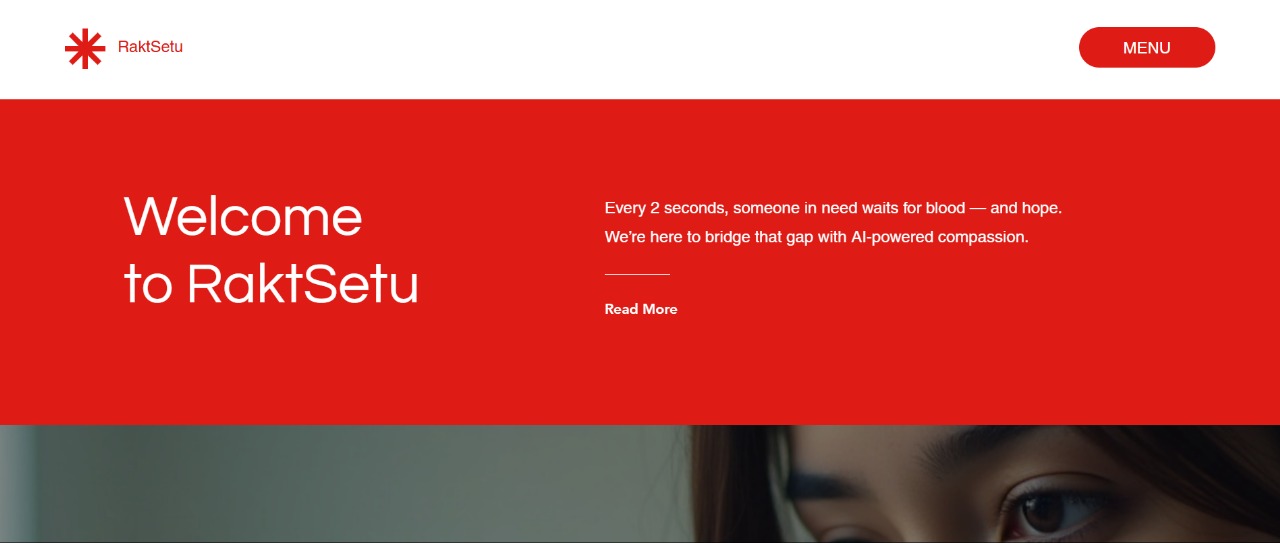 RaktSetu
MENU
Welcome
to RaktSetu
Every 2 seconds, someone in need waits for blood — and hope.
We're here to bridge that gap with AI-powered compassion.
Read More